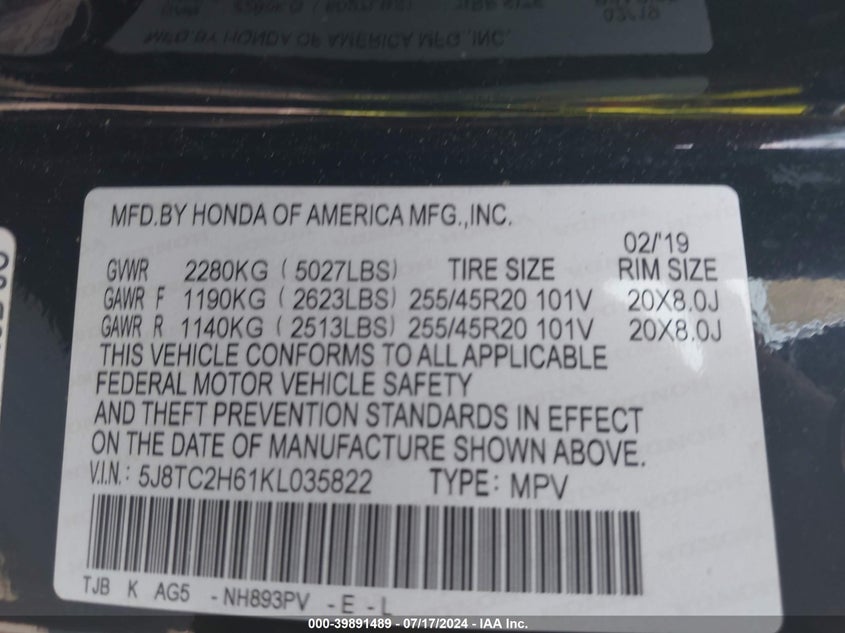 MFD.BY HONDA OF AMERICA MFG.,INC.
02/'19
GVWR 2280KG ( 5027LBS) TIRE SIZE RIM SIZE
GAWR F 1190KG ( 2623LBS) 255/45R20 101V 20X8.0J
GAWR R 1140KG ( 2513LBS) 255/45R20 101V 20X8.0J
THIS VEHICLE CONFORMS TO ALL APPLICABLE
FEDERAL MOTOR VEHICLE SAFETY
AND THEFT PREVENTION STANDARDS IN EFFECT
ON THE DATE OF MANUFACTURE SHOWN ABOVE.
V.I.N.: 5J8TC2H61KL035822 TYPE: MPV
TJB K AG5 -NH893PV - E - L
000-39891489 - 07/17/2024 - IAA Inc.